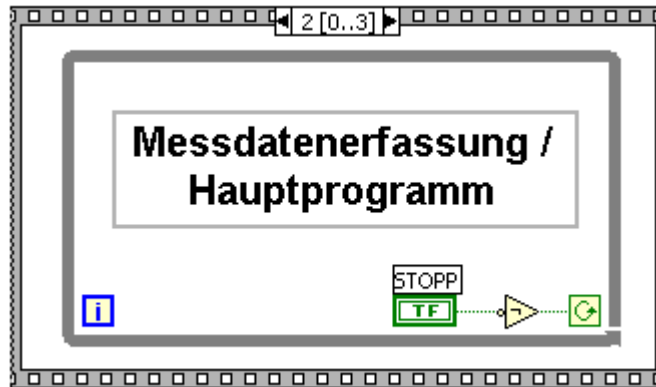 2 [0..3]
Messdatenerfassung /
Hauptprogramm
STOPP
i
TF